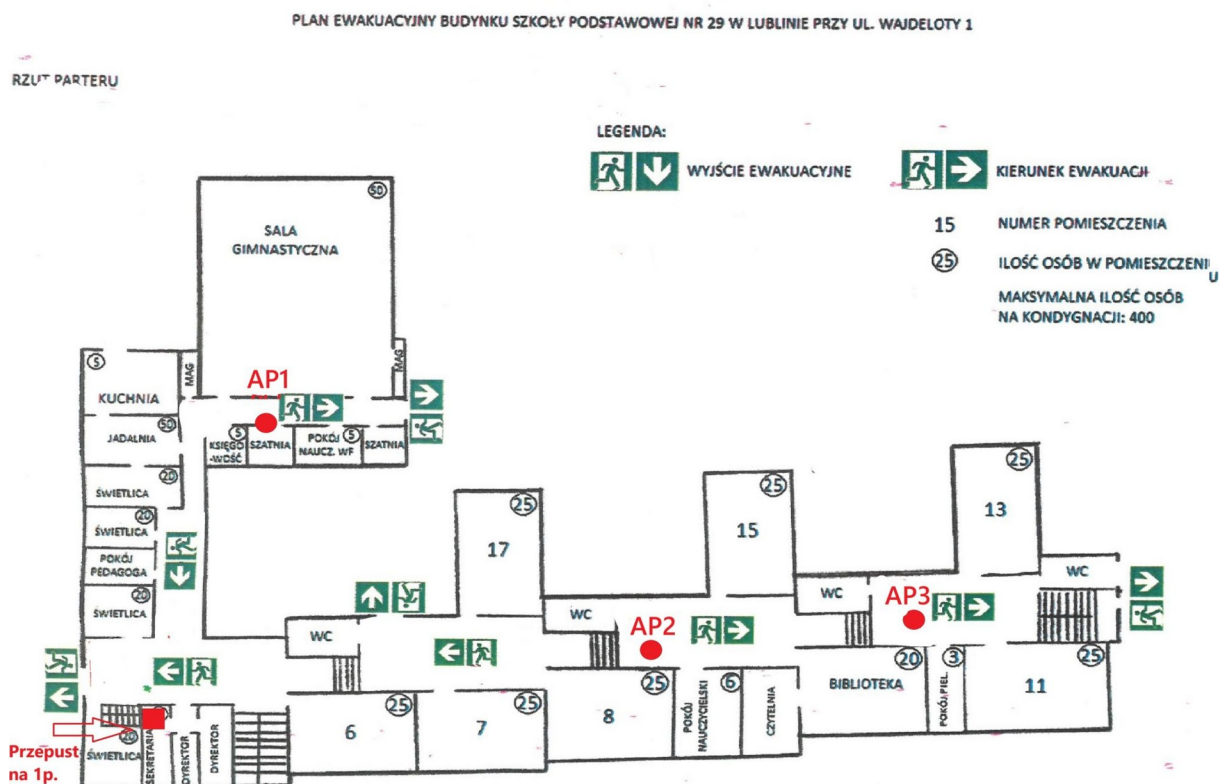 PLAN EWAKUACYJNY BUDYNKU SZKOŁY PODSTAWOWEJ NR 29 W LUBLINIE PRZY UL. WAJDELOTY 1
RZUT PARTERU
LEGENDA:
WYJŚCIE EWAKUACYJNE
KIERUNEK EWAKUACJI
15 NUMER POMIESZCZENIA
25 ILOŚĆ OSÓB W POMIESZCZENIU
MAKSYMALNA ILOŚĆ OSÓB
NA KONDYGNACJI: 400
50
SALA
GIMNASTYCZNA
MAG
MAG
5
KUCHNIA
AP1
50
JADALNIA
5
KSIĘGO
-WOŚĆ
SZATNIA
POKÓJ
NAUCZ. WF
5
SZATNIA
20
ŚWIETLICA
20
ŚWIETLICA
POKÓJ
PEDAGOGA
20
ŚWIETLICA
25
17
25
15
25
13
WC
WC
WC
WC
AP2
AP3
25
6
25
7
25
8
6
POKÓJ
NAUCZYCIELSKI
CZYTELNIA
20
BIBLIOTEKA
3
POKÓJ PIEL.
25
11
Przepust
na 1p.
20
ŚWIETLICA
SEKRETARIA
DYREKTOR
DYREKTOR